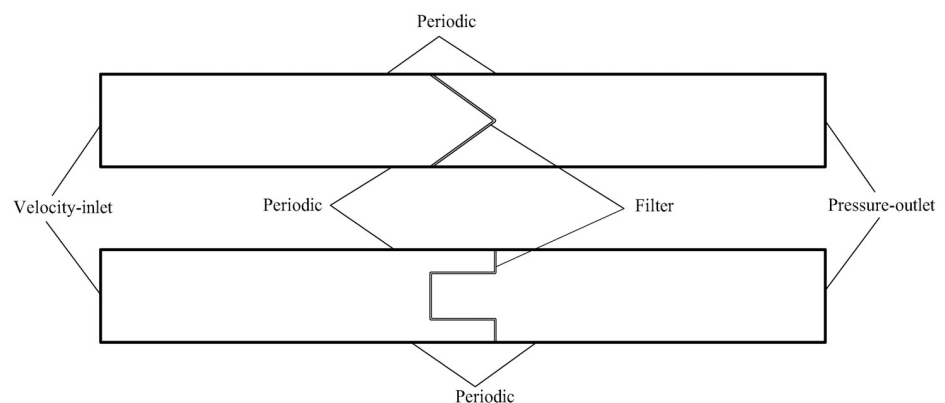 Periodic
Velocity-inlet
Periodic
Filter
Pressure-outlet
Periodic